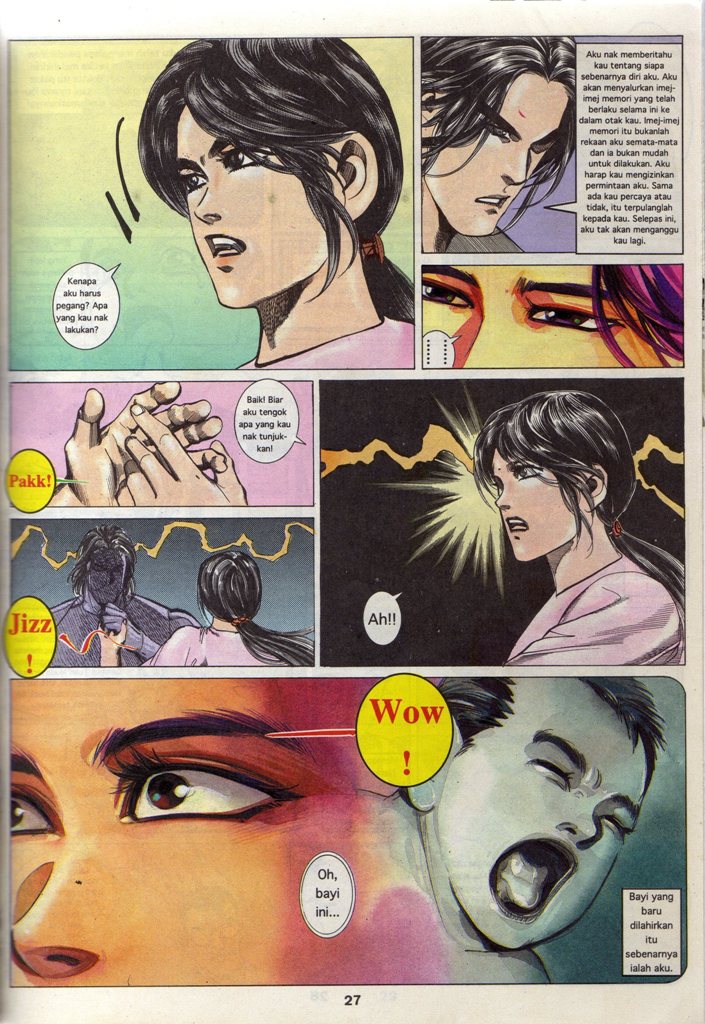 Kenapa
aku harus
pegang? Apa
yang kau nak
lakukan?
Aku nak memberitahu
kau tentang siapa
sebenarnya diri aku. Aku
akan menyalurkan imej-
imej memori yang telah
berlaku selama ini ke
dalam otak kau. Imej-imej
memori itu bukanlah
rekaan aku semata-mata
dan ia bukan mudah
untuk dilakukan. Aku
harap kau mengizinkan
permintaan aku. Sama
ada kau percaya atau
tidak, itu terpulanglah
kepada kau. Selepas ini,
aku tak akan menganggu
kau lagi.
Baik! Biar
aku tengok
apa yang kau
nak tunjuk-
kan!
Pakk!
Jizz
!
Ah!!
Wow
!
Oh,
bayi
ini...
Bayi yang
baru
dilahirkan
itu
sebenarnya
ialah aku.
27